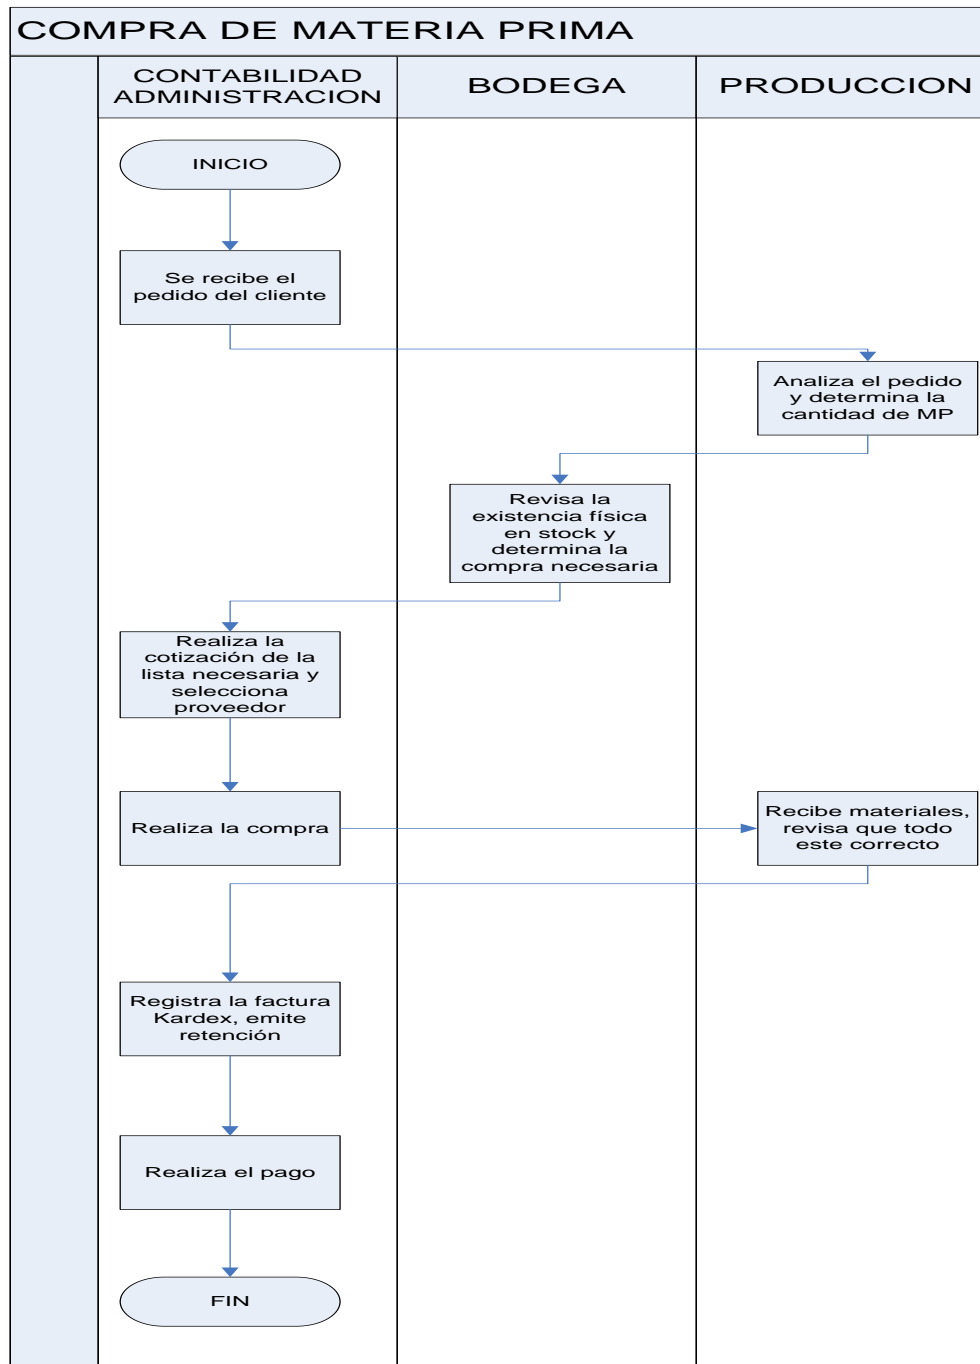 COMPRA DE MATERIA PRIMA
CONTABILIDAD
ADMINISTRACION
BODEGA
PRODUCCION
INICIO
Se recibe el
pedido del cliente
Analiza el pedido
y determina la
cantidad de MP
Revisa la
existencia física
en stock y
determina la
compra necesaria
Realiza la
cotización de la
lista necesaria y
selecciona
proveedor
Realiza la compra
Recibe materiales,
revisa que todo
este correcto
Registra la factura
Kardex, emite
retención
Realiza el pago
FIN